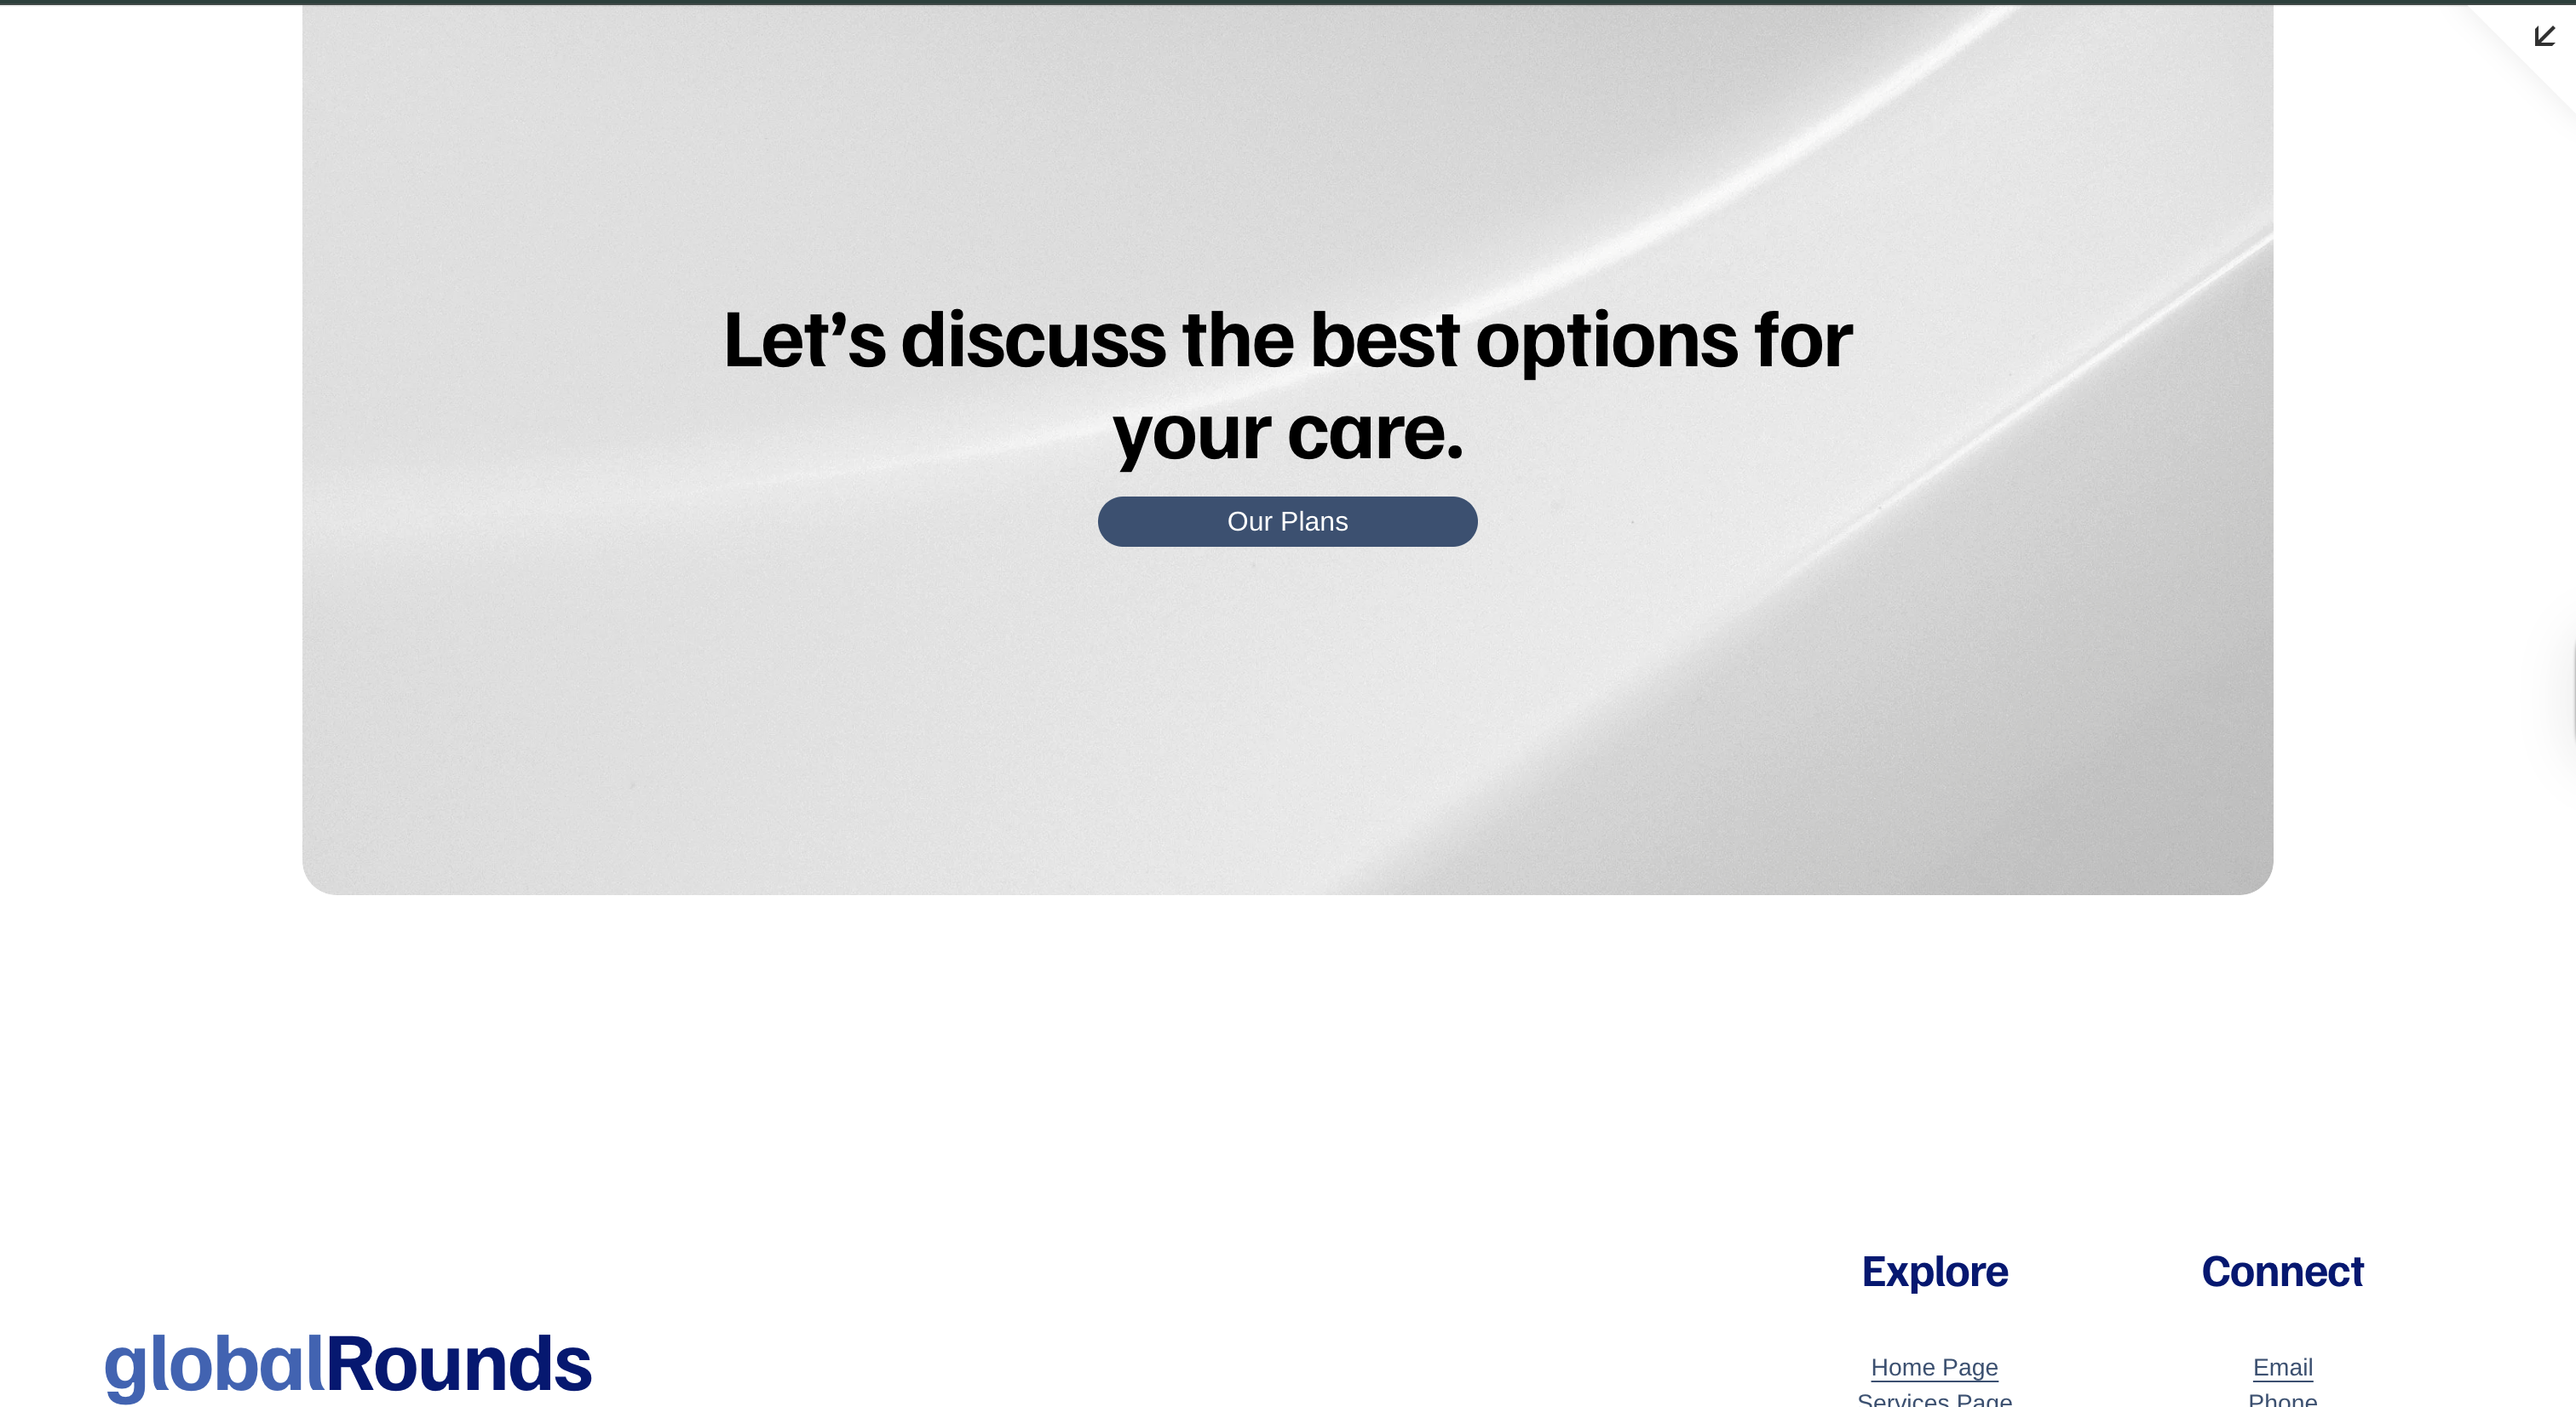 Let’s discuss the best options for
your care.
Our Plans
globalRounds
Explore
Home Page
Services Page
Connect
Email
Phone